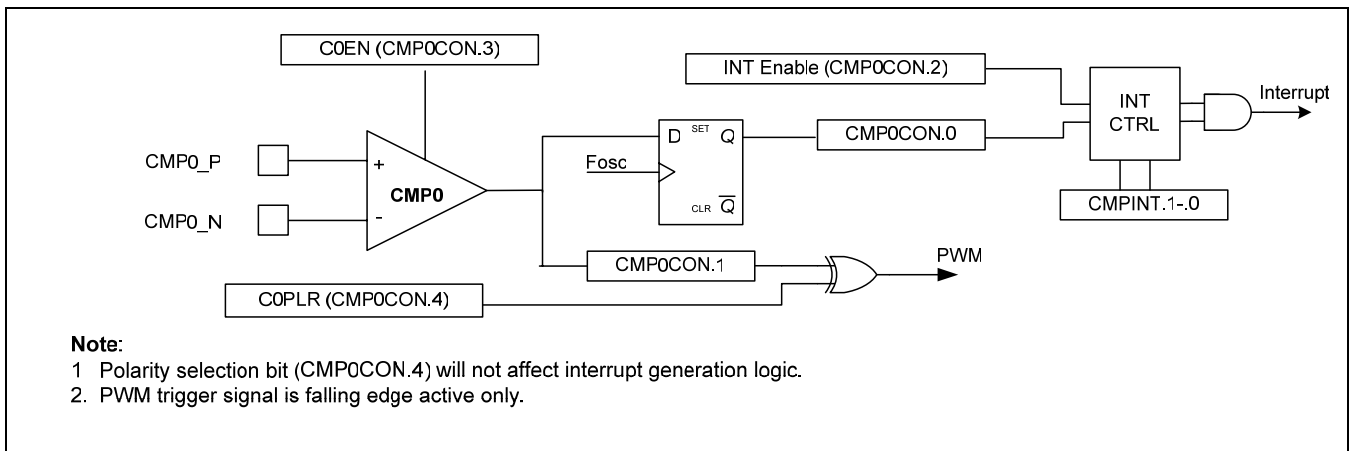 C0EN (CMP0CON.3)
INT Enable (CMP0CON.2)
Interrupt
INT
CTRL
D SET Q
CMP0CON.0
CMP0_P
+
Fosc
CMP0
CMP0_N
-
CLR Q
CMPINT.1-.0
PWM
CMP0CON.1
C0PLR (CMP0CON.4)
Note:
1 Polarity selection bit (CMP0CON.4) will not affect interrupt generation logic.
2. PWM trigger signal is falling edge active only.